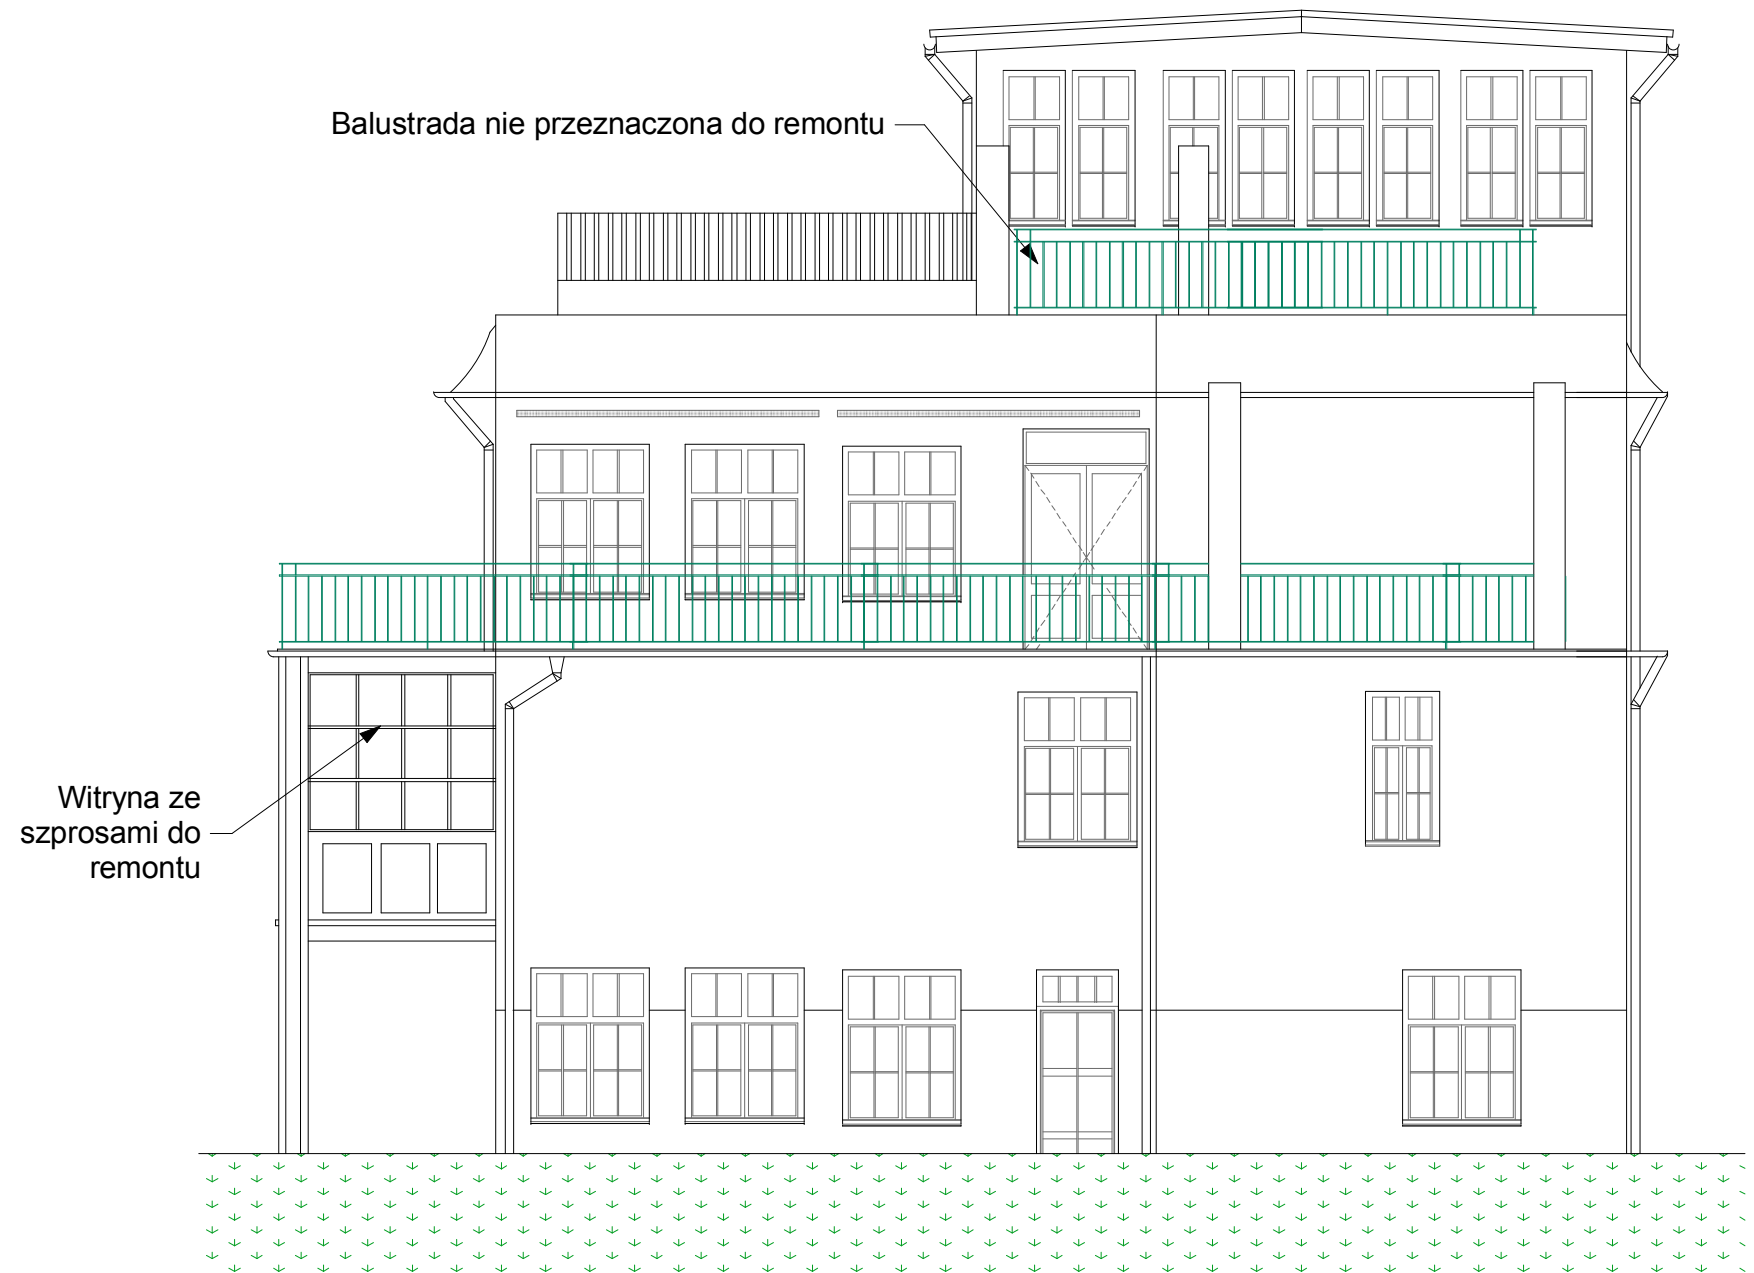 Balustrada nie przeznaczona do remontu
Witryna ze
szprosami do
remontu